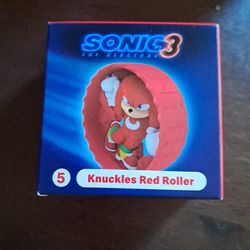 SONIC 3
THE HEDGEHOG
5 Knuckles Red Roller